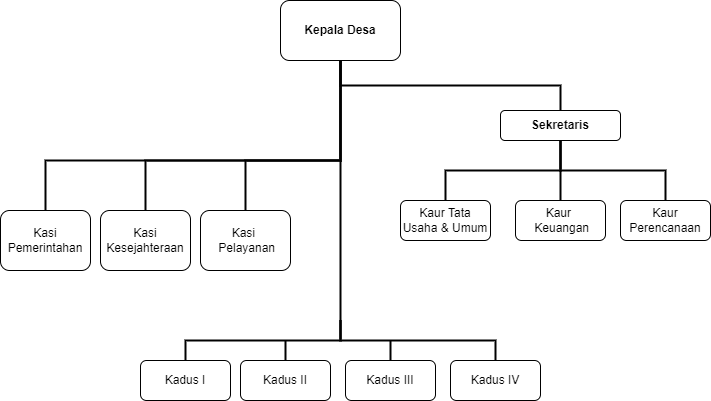 Kepala Desa
Sekretaris
Kasi
Pemerintahan
Kasi
Kesejahteraan
Kasi
Pelayanan
Kaur Tata
Usaha & Umum
Kaur
Keuangan
Kaur
Perencanaan
Kadus I
Kadus II
Kadus III
Kadus IV